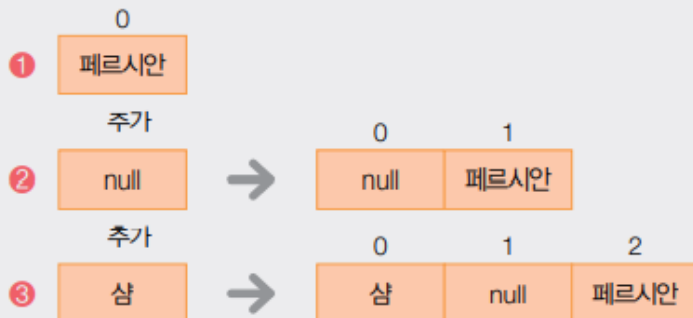 0
❶ 페르시안
추가
0 1
❷ null → null 페르시안
추가
0 1 2
❸ 샴 → 샴 null 페르시안